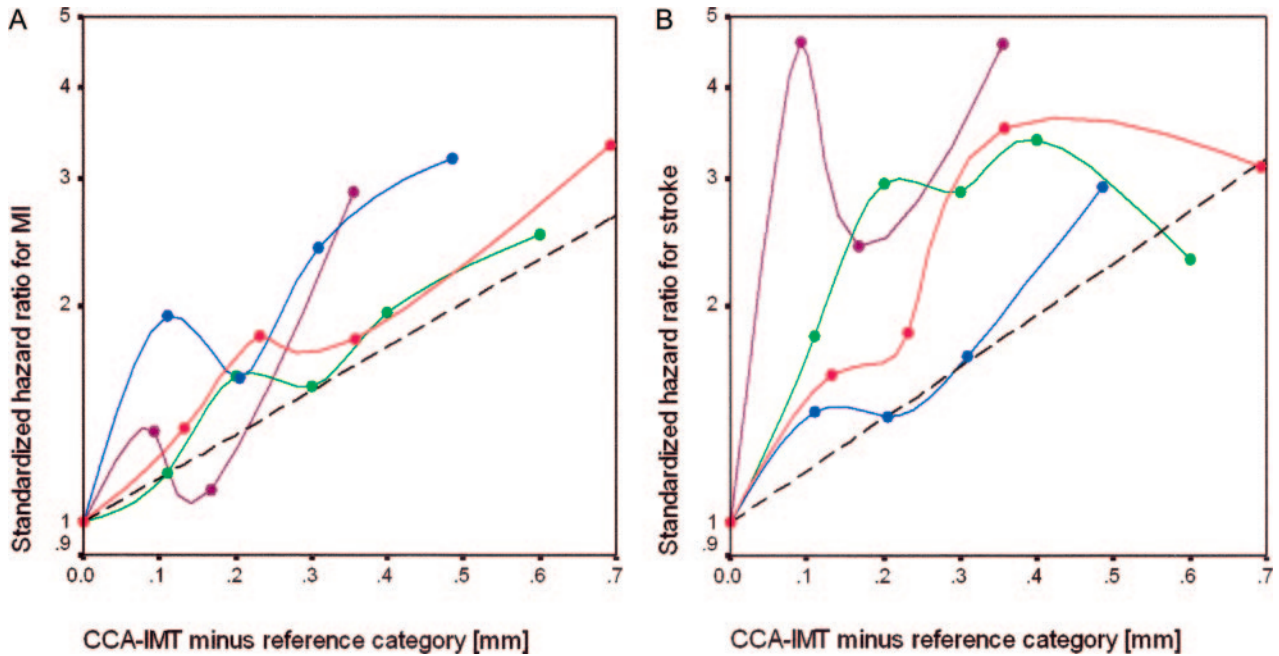 A
Standardized hazard ratio for MI
5
4
3
2
1
.9
0.0 .1 .2 .3 .4 .5 .6 .7
CCA-IMT minus reference category [mm]
B
Standardized hazard ratio for stroke
5
4
3
2
1
.9
0.0 .1 .2 .3 .4 .5 .6 .7
CCA-IMT minus reference category [mm]